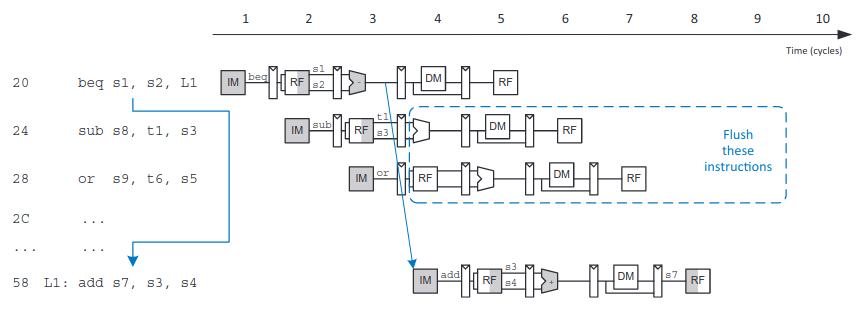 1 2 3 4 5 6 7 8 9 10
Time (cycles)
20 beq s1, s2, L1 IM beq RF s1 s2 - DM RF
24 sub s8, t1, s3 IM sub RF t1 s3 DM RF
28 or s9, t6, s5 IM or RF DM RF
Flush
these
instructions
2C ...
... ...
58 L1: add s7, s3, s4 IM add RF s3 s4 + DM s7 RF